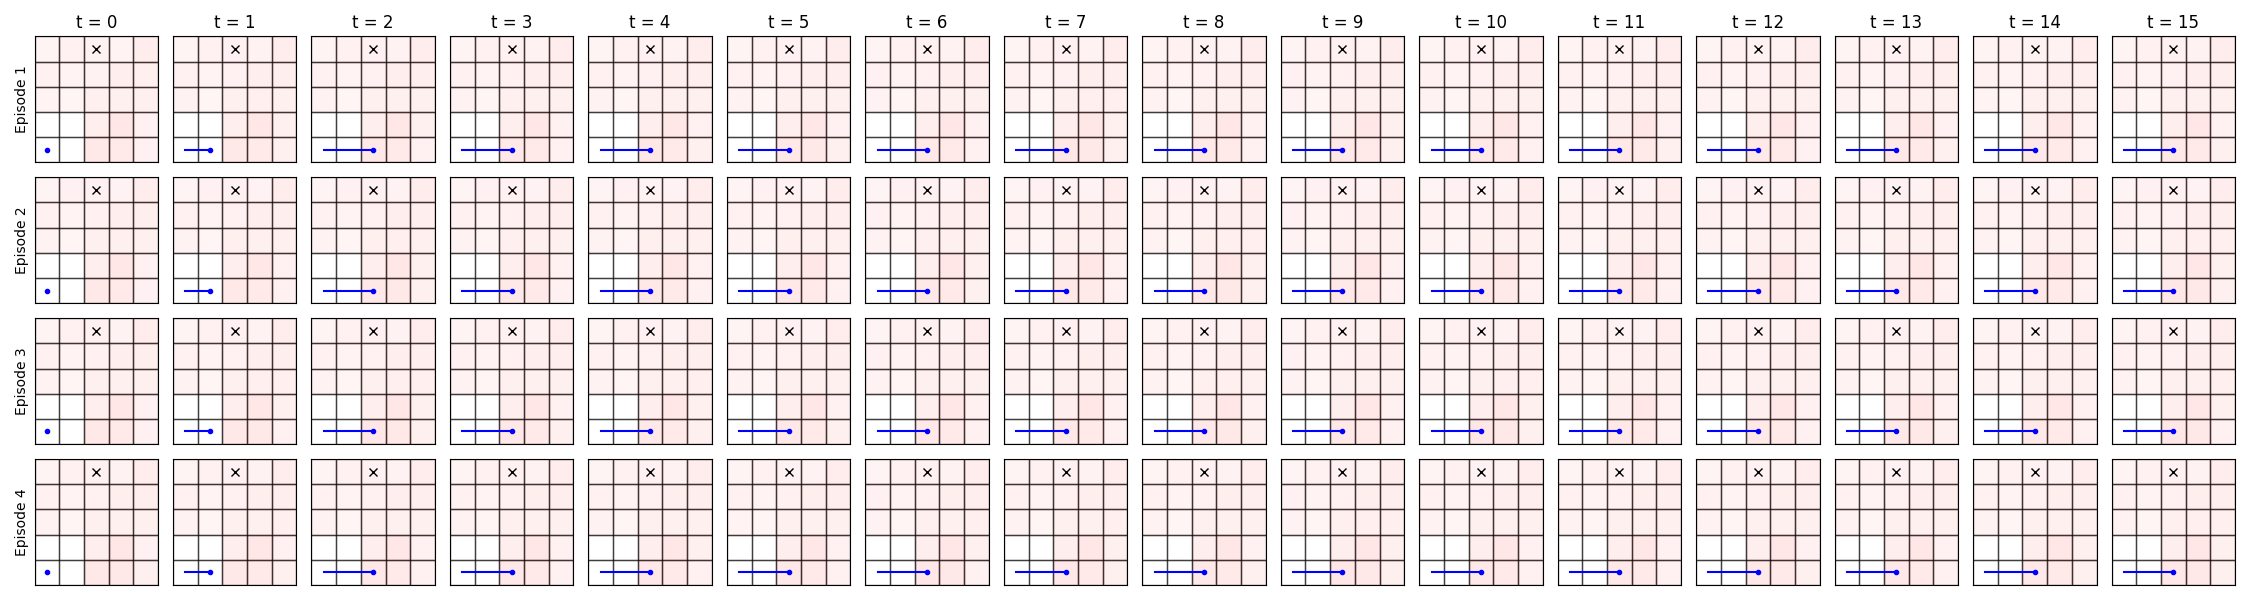 t = 0 t = 1 t = 2 t = 3 t = 4 t = 5 t = 6 t = 7 t = 8 t = 9 t = 10 t = 11 t = 12 t = 13 t = 14 t = 15
Episode 1
Episode 2
Episode 3
Episode 4